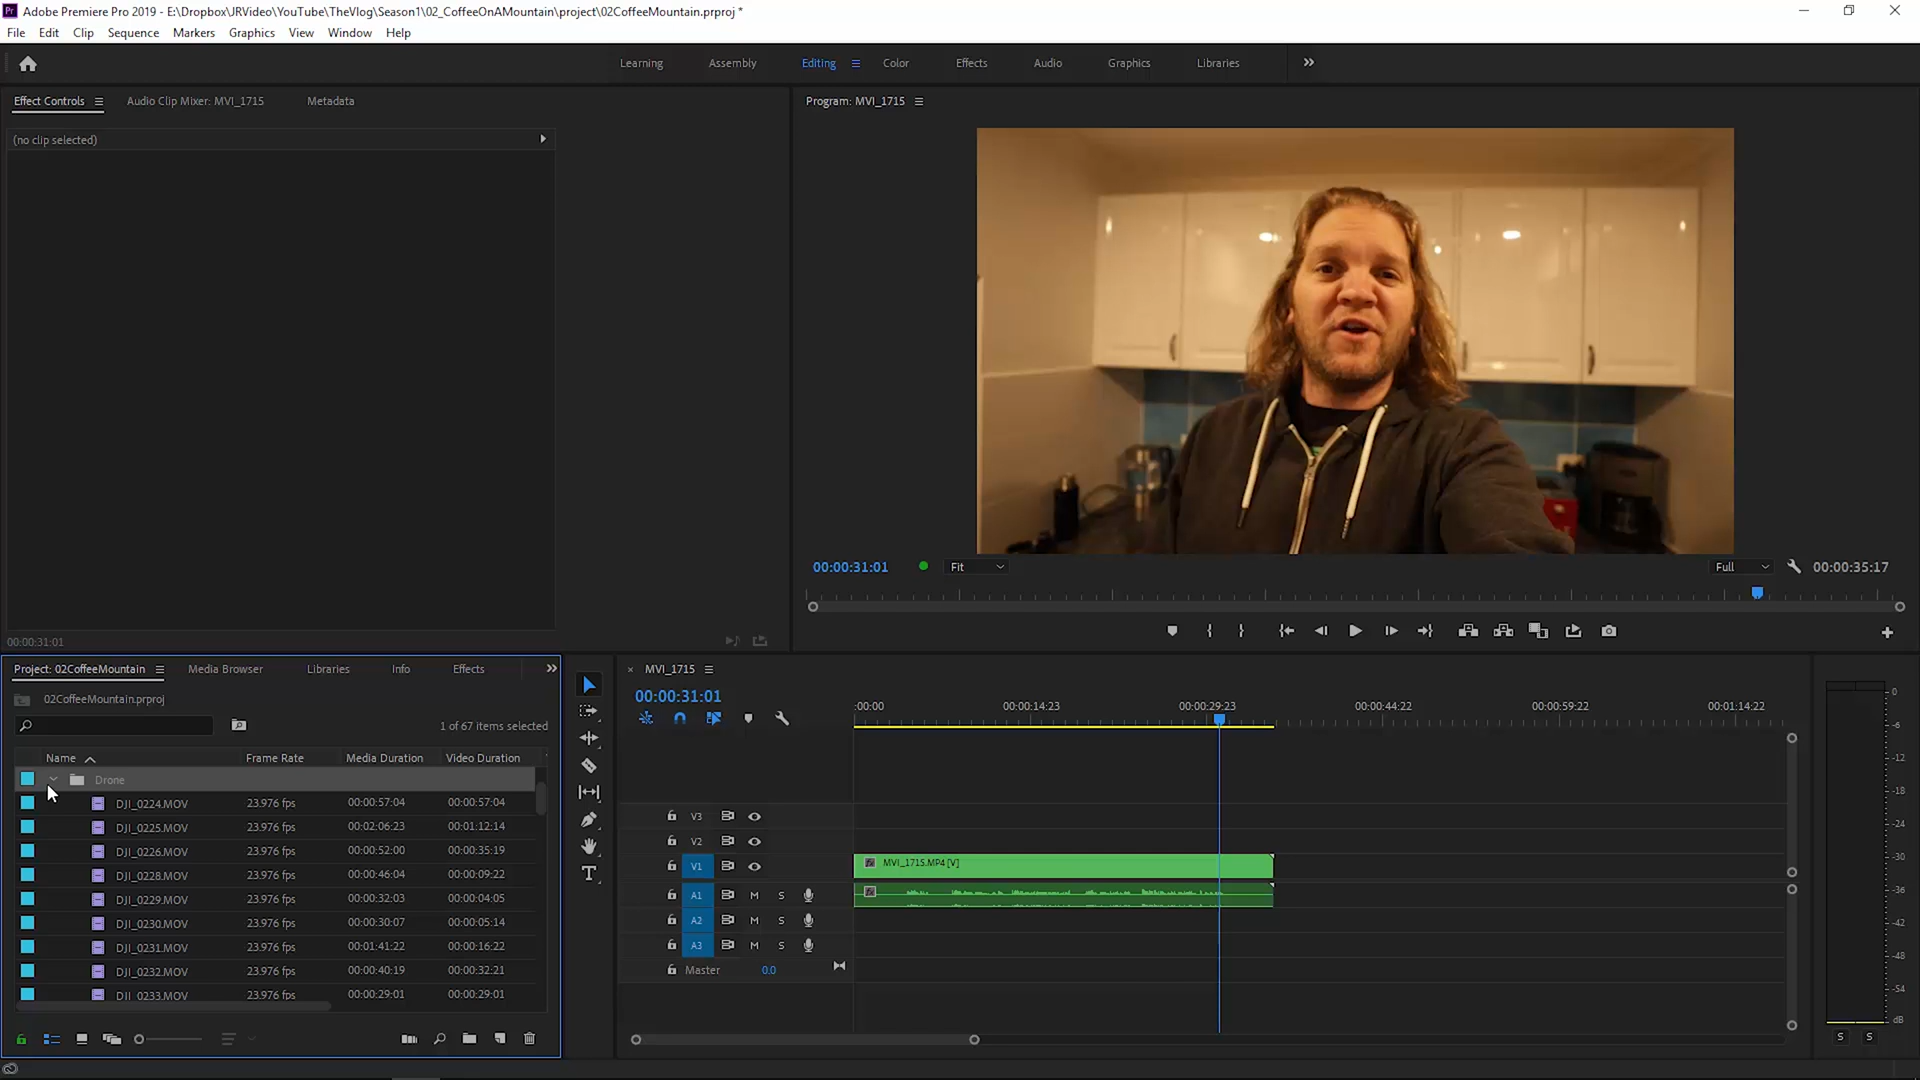 Pr Adobe Premiere Pro 2019 - E:\Dropbox\JRVideo\YouTube\TheVlog\Season1\02_CoffeeOnAMountain\project\02CoffeeMountain.prproj *
File Edit Clip Sequence Markers Graphics View Window Help
Learning Assembly Editing Color Effects Audio Graphics Libraries
Effect Controls Audio Clip Mixer: MVI_1715 Metadata
(no clip selected)
00:00:31:01
Program: MVI_1715
00:00:31:01 Fit Full 00:00:35:17
Project: 02CoffeeMountain Media Browser Libraries Info Effects
02CoffeeMountain.prproj
1 of 67 items selected
Name Frame Rate Media Duration Video Duration
Drone
DJI_0224.MOV 23.976 fps 00:00:57:04 00:00:57:04
DJI_0225.MOV 23.976 fps 00:02:06:23 00:01:12:14
DJI_0226.MOV 23.976 fps 00:00:52:00 00:00:35:19
DJI_0228.MOV 23.976 fps 00:00:46:04 00:00:09:22
DJI_0229.MOV 23.976 fps 00:00:32:03 00:00:04:05
DJI_0230.MOV 23.976 fps 00:00:30:07 00:00:05:14
DJI_0231.MOV 23.976 fps 00:01:41:22 00:00:16:22
DJI_0232.MOV 23.976 fps 00:00:40:19 00:00:32:21
DJI_0233.MOV 23.976 fps 00:00:29:01 00:00:29:01
MVI_1715
00:00:31:01
:00:00 00:00:14:23 00:00:29:23 00:00:44:22 00:00:59:22 00:01:14:22
V3
V2
V1 MVI_1715.MP4 [V]
A1 M S
A2 M S
A3 M S
Master 0.0
0
-6
-12
-18
-24
-30
-36
-42
-48
-54
dB
S S